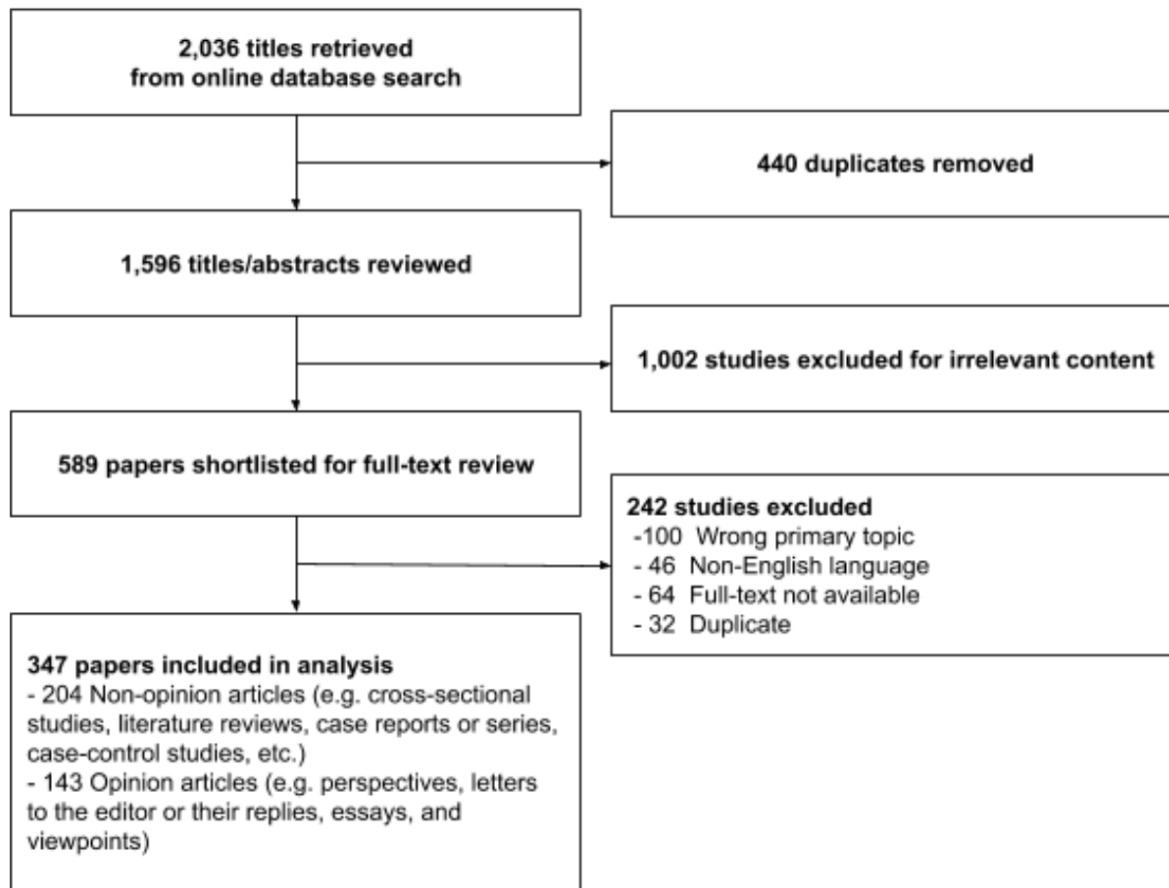 2,036 titles retrieved
from online database search
440 duplicates removed
1,596 titles/abstracts reviewed
1,002 studies excluded for irrelevant content
589 papers shortlisted for full-text review
242 studies excluded
-100  Wrong primary topic
- 46  Non-English language
- 64  Full-text not available
- 32  Duplicate
347 papers included in analysis
- 204 Non-opinion articles (e.g. cross-sectional
studies, literature reviews, case reports or series,
case-control studies, etc.)
- 143 Opinion articles (e.g. perspectives, letters
to the editor or their replies, essays, and
viewpoints)